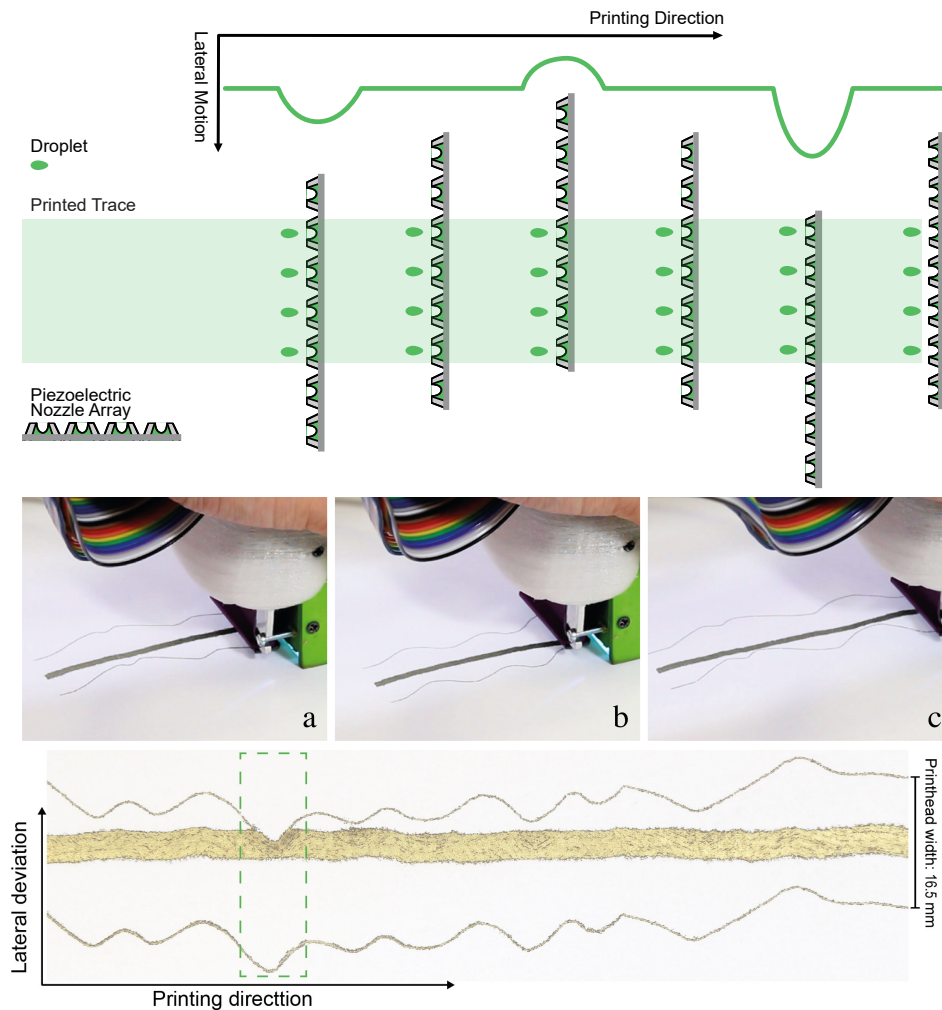 Printing Direction
Lateral Motion
Droplet
Printed Trace
Piezoelectric
Nozzle Array
a
b
c
Lateral deviation
Printhead width: 16.5 mm
Printing directtion